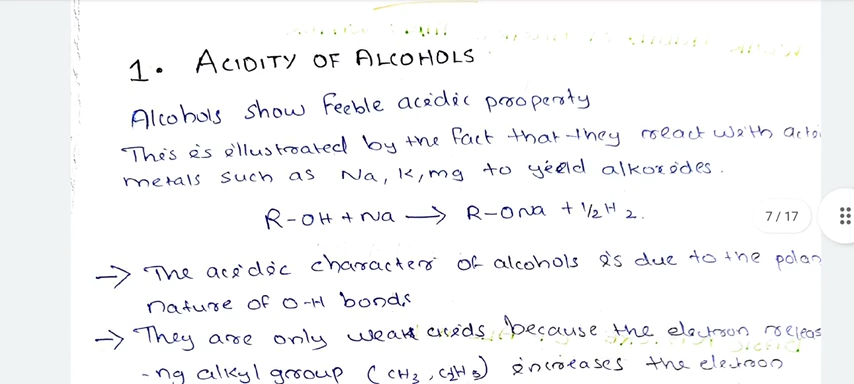 1. ACIDITY OF ALCOHOLS
Alcohols show Feeble acidic property
This is illustrated by the fact that they react with
metals such as Na, K, mg to yeild alkoxides.
R-OH + Na → R-ONa + 1/2 H2.
7 / 17
→ The acidic character of alcohols is due to the polar
nature of O-H bonds
→ They are only weak acids, because the electron releas
-ng alkyl group (CH3, C2H5) increases the electron